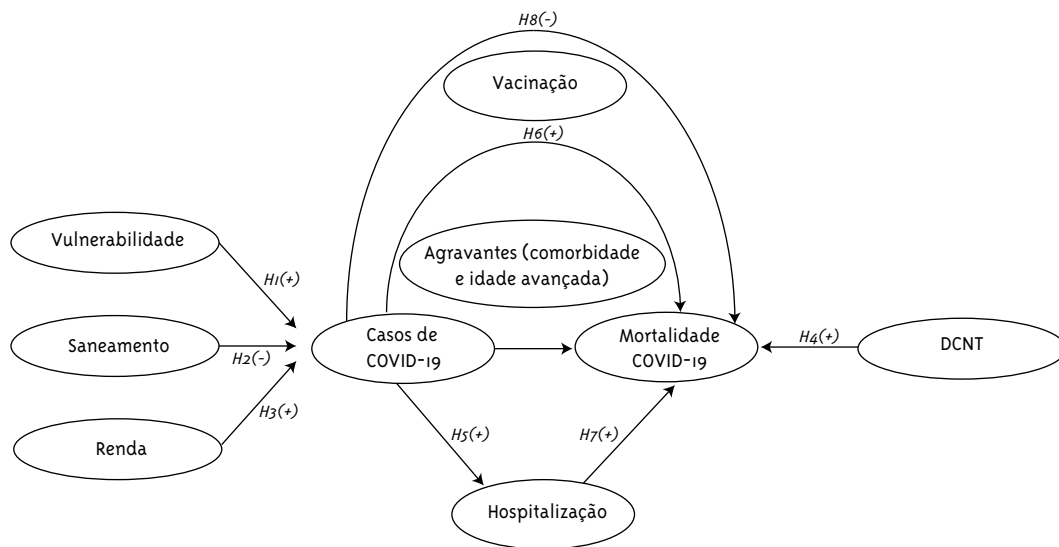 H8(-)
Vacinação
H6(+)
Vulnerabilidade
Agravantes (comorbidade
e idade avançada)
H1(+)
Saneamento
H2(-)
Casos de
COVID-19
Mortalidade
COVID-19
H4(+)
DCNT
H3(+)
Renda
H5(+)
H7(+)
Hospitalização